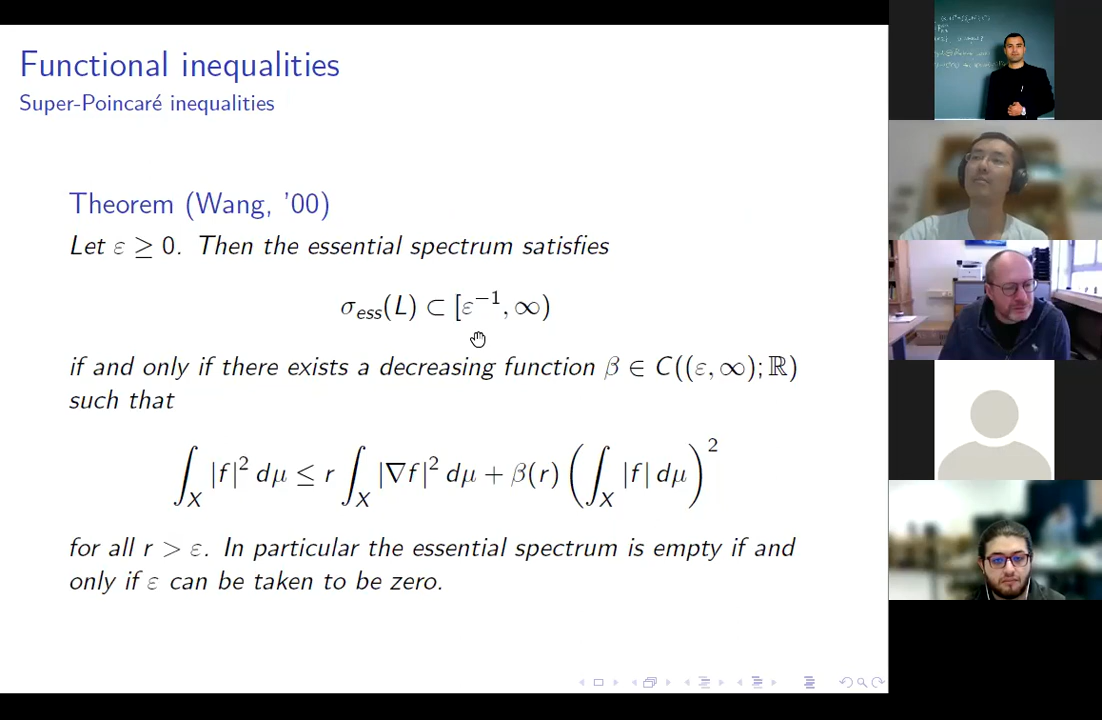 Functional inequalities
Super-Poincaré inequalities
Theorem (Wang, ’00)
Let ε ≥ 0. Then the essential spectrum satisfies
σ_ess(L) ⊂ [ε⁻¹, ∞)
if and only if there exists a decreasing function β ∈ C((ε, ∞); ℝ)
such that
∫_X |f|² dμ ≤ r ∫_X |∇f|² dμ + β(r) (∫_X |f| dμ)²
for all r > ε. In particular the essential spectrum is empty if and
only if ε can be taken to be zero.